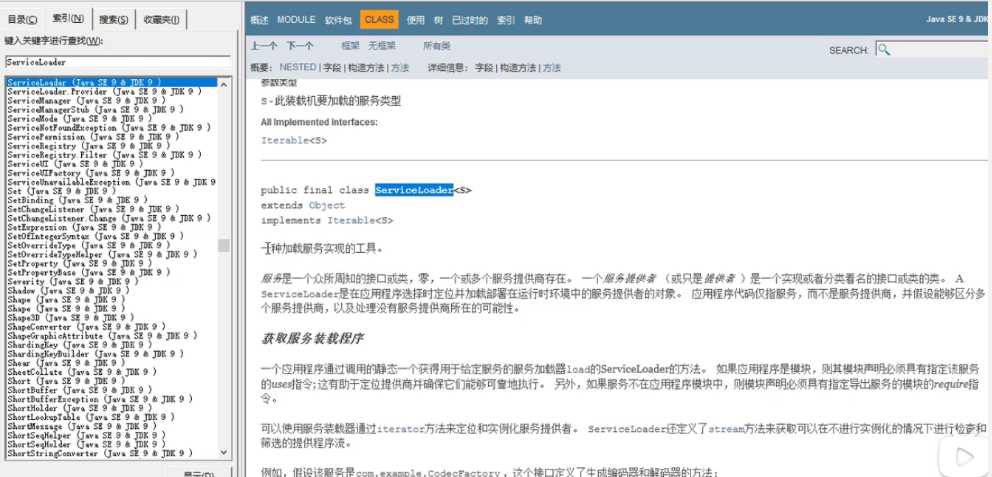 目录(C) 索引(N) 搜索(S) 收藏夹(I)
键入关键字进行查找(W):
ServiceLoader
ServiceLoader (Java SE 9 & JDK 9 )
ServiceLoader.Provider (Java SE 9 & JDK 9 )
ServiceManager (Java SE 9 & JDK 9 )
ServiceManagerStub (Java SE 9 & JDK 9 )
ServiceMode (Java SE 9 & JDK 9 )
ServiceNotFoundException (Java SE 9 & JDK 9 )
ServicePermission (Java SE 9 & JDK 9 )
ServiceRegistry (Java SE 9 & JDK 9 )
ServiceRegistry.Filter (Java SE 9 & JDK 9 )
ServiceUI (Java SE 9 & JDK 9 )
ServiceUIFactory (Java SE 9 & JDK 9 )
ServiceUnavailableException (Java SE 9 & JDK 9
Set (Java SE 9 & JDK 9 )
SetBinding (Java SE 9 & JDK 9 )
SetChangeListener (Java SE 9 & JDK 9 )
SetChangeListener.Change (Java SE 9 & JDK 9 )
SetExpression (Java SE 9 & JDK 9 )
SetOfIntegerSyntax (Java SE 9 & JDK 9 )
SetOverrideType (Java SE 9 & JDK 9 )
SetOverrideTypeHelper (Java SE 9 & JDK 9 )
SetProperty (Java SE 9 & JDK 9 )
SetPropertyBase (Java SE 9 & JDK 9 )
Severity (Java SE 9 & JDK 9 )
Shadow (Java SE 9 & JDK 9 )
Shape (Java SE 9 & JDK 9 )
Shape (Java SE 9 & JDK 9 )
Shape3D (Java SE 9 & JDK 9 )
ShapeConverter (Java SE 9 & JDK 9 )
ShapeGraphicAttribute (Java SE 9 & JDK 9 )
ShardingKey (Java SE 9 & JDK 9 )
ShardingKeyBuilder (Java SE 9 & JDK 9 )
Shear (Java SE 9 & JDK 9 )
SheetCollate (Java SE 9 & JDK 9 )
Short (Java SE 9 & JDK 9 )
ShortBuffer (Java SE 9 & JDK 9 )
ShortBufferException (Java SE 9 & JDK 9 )
ShortHolder (Java SE 9 & JDK 9 )
ShortLookupTable (Java SE 9 & JDK 9 )
ShortMessage (Java SE 9 & JDK 9 )
ShortSeqHelper (Java SE 9 & JDK 9 )
ShortSeqHolder (Java SE 9 & JDK 9 )
ShortStringConverter (Java SE 9 & JDK 9 )
显示(D)
概述 MODULE 软件包 CLASS 使用 树 已过时的 索引 帮助 Java SE 9 & JDK
上一个 下一个 框架 无框架 所有类
SEARCH:
概要: NESTED | 字段 | 构造方法 | 方法 详细信息: 字段 | 构造方法 | 方法
参数类型
S - 此装载机要加载的服务类型
All Implemented Interfaces:
Iterable<S>
public final class ServiceLoader<S>
extends Object
implements Iterable<S>
一种加载服务实现的工具。
服务是一个众所周知的接口或类，零，一个或多个服务提供商存在。 一个服务提供者 （或只是提供者 ）是一个实现或者分类着名的接口或类的类。 A
ServiceLoader是在应用程序选择时定位并加载部署在运行时环境中的服务提供者的对象。 应用程序代码仅指服务，而不是服务提供商，并假设能够区分多
个服务提供商，以及处理没有服务提供商所在的可能性。
获取服务装载程序
一个应用程序通过调用的静态一个获得用于给定服务的服务加载器load的ServiceLoader的方法。 如果应用程序是模块，则其模块声明必须具有指定该服务
的uses指令;这有助于定位提供商并确保它们能够可靠地执行。 另外，如果服务不在应用程序模块中，则模块声明必须具有指定导出服务的模块的require指
令。
可以使用服务装载器通过iterator方法来定位和实例化服务提供者。 ServiceLoader还定义了stream方法来获取可以在不进行实例化的情况下进行检查和
筛选的提供程序流。
例如，假设该服务是com.example.CodecFactory ，这个接口定义了生成编码器和解码器的方法：